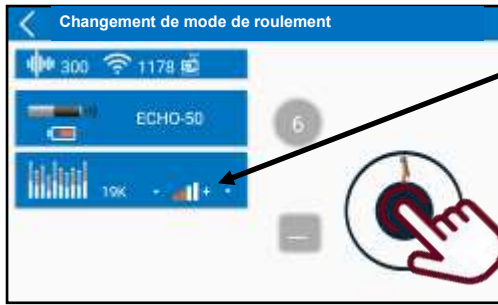 Changement de mode de roulement
300 1178
ECHO-50
6
19K - +